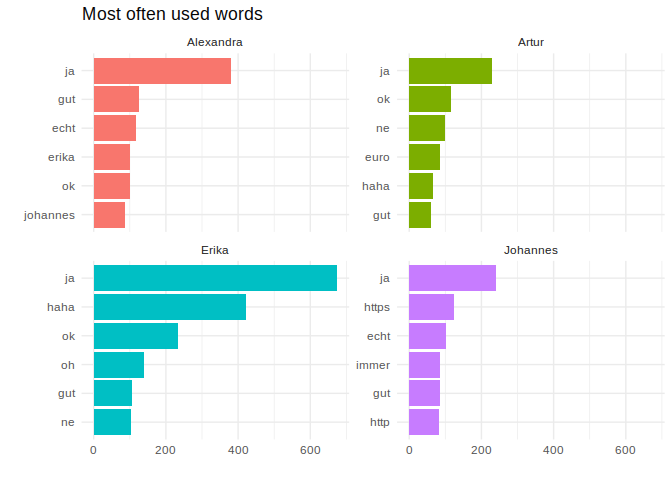 Most often used words
Alexandra
ja
gut
echt
erika
ok
johannes
Artur
ja
ok
ne
euro
haha
gut
Erika
ja
haha
ok
oh
gut
ne
0 200 400 600
Johannes
ja
https
echt
immer
gut
http
0 200 400 600